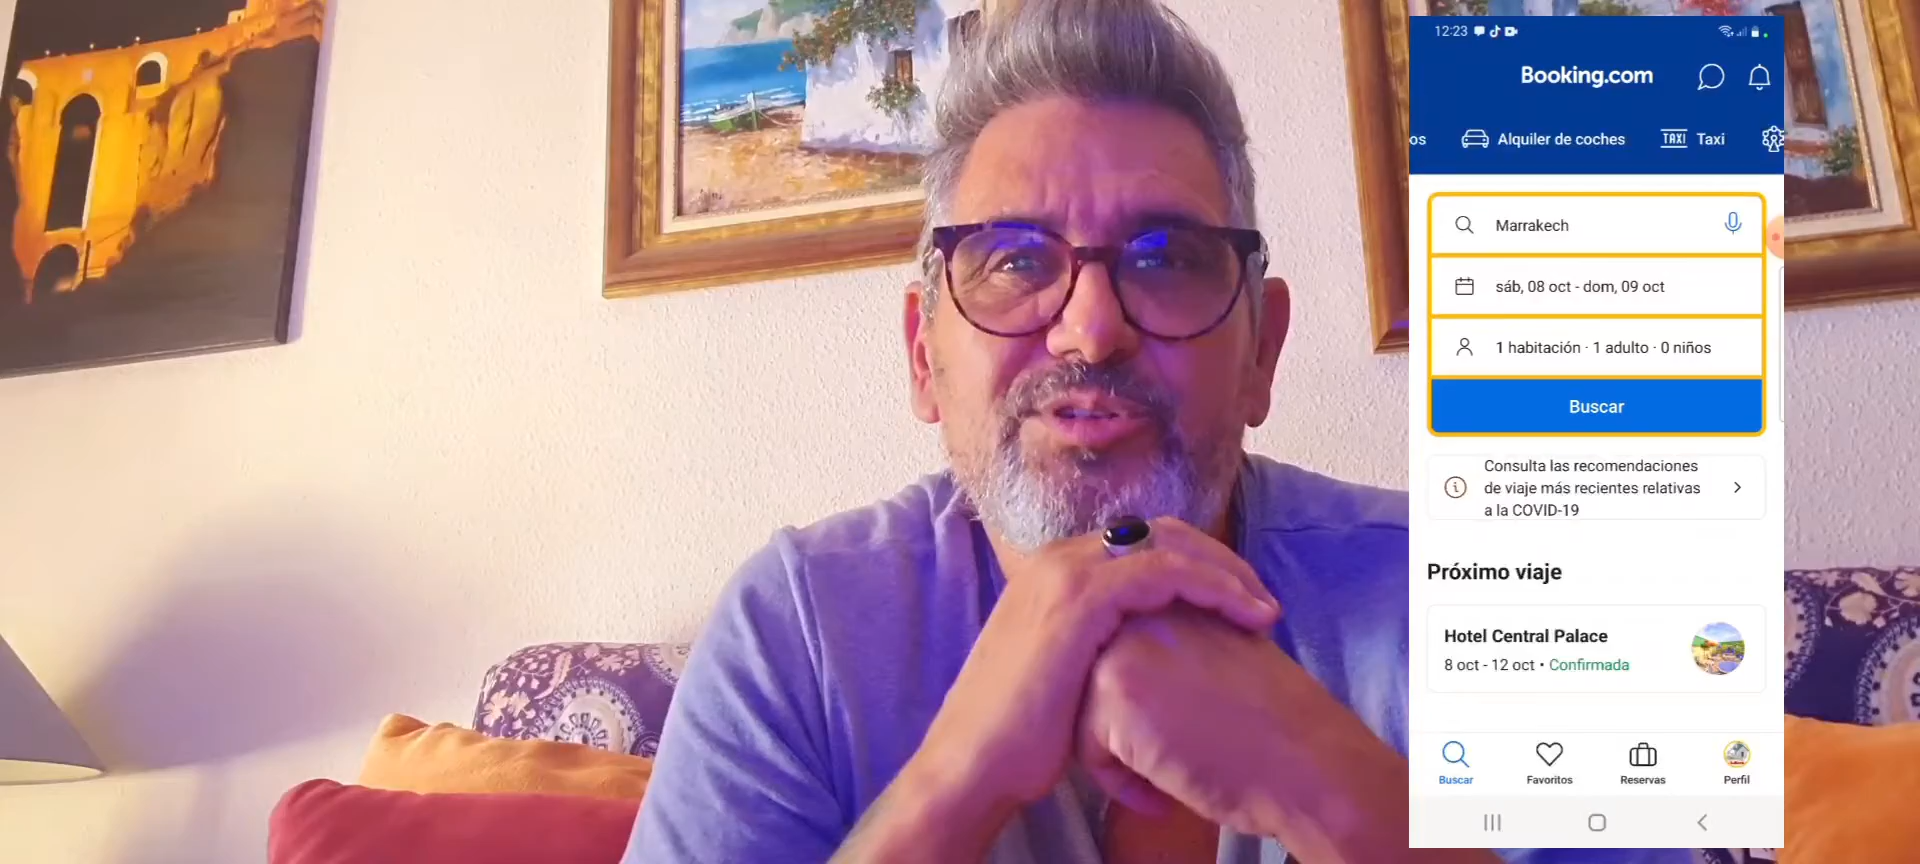 12:23
Booking.com
os
Alquiler de coches
TAXI
Taxi
Marrakech
sáb, 08 oct - dom, 09 oct
1 habitación · 1 adulto · 0 niños
Buscar
Consulta las recomendaciones
de viaje más recientes relativas
a la COVID-19
Próximo viaje
Hotel Central Palace
8 oct - 12 oct • Confirmada
Buscar
Favoritos
Reservas
Perfil